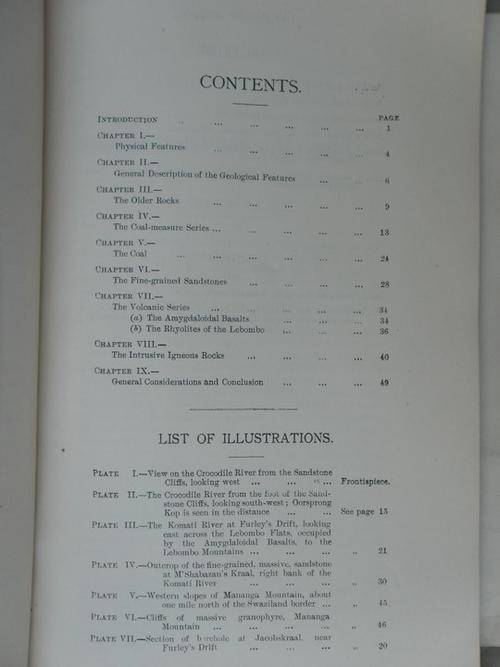 CONTENTS.
PAGE
INTRODUCTION .. ... ... ... ... 1
CHAPTER I.—
Physical Features ... ... ... ... 4
CHAPTER II.—
General Description of the Geological Features ... ... 6
CHAPTER III.—
The Older Rocks ... ... ... ... ... 9
CHAPTER IV.—
The Coal-measure Series ... ... ... ... ... 13
CHAPTER V.—
The Coal ... ... ... ... ... ... 24
CHAPTER VI.—
The Fine-grained Sandstones ... ... ... ... 28
CHAPTER VII.—
The Volcanic Series ... ... ... ... ... 34
(a) The Amygdaloidal Basalts ... ... ... 34
(b) The Rhyolites of the Lebombo ... ... ... 36
CHAPTER VIII.—
The Intrusive Igneous Rocks ... ... ... ... 40
CHAPTER IX.—
General Considerations and Conclusion ... ... ... 49
LIST OF ILLUSTRATIONS.
PLATE I.—View on the Crocodile River from the Sandstone
Cliffs, looking west ... ... ... Frontispiece.
PLATE II.—The Crocodile River from the foot of the Sand-
stone Cliffs, looking south-west; Oorsprong
Kop is seen in the distance ... ... See page 15
PLATE III.—The Komati River at Furley's Drift, looking
east across the Lebombo Flats, occupied
by the Amygdaloidal Basalts, to the
Lebombo Mountains ... ... ... „ 21
PLATE IV.—Outcrop of the fine-grained, massive, sandstone
at M'Shabazan's Kraal, right bank of the
Komati River ... ... ... „ 30
PLATE V.—Western slopes of Mananga Mountain, about
one mile north of the Swaziland border ... „ 45
PLATE VI.—Cliffs of massive granophyre, Mananga
Mountain ... ... ... ... „ 46
PLATE VII.—Section of borehole at Jacobskraal, near
Furley's Drift ... ... ... „ 20